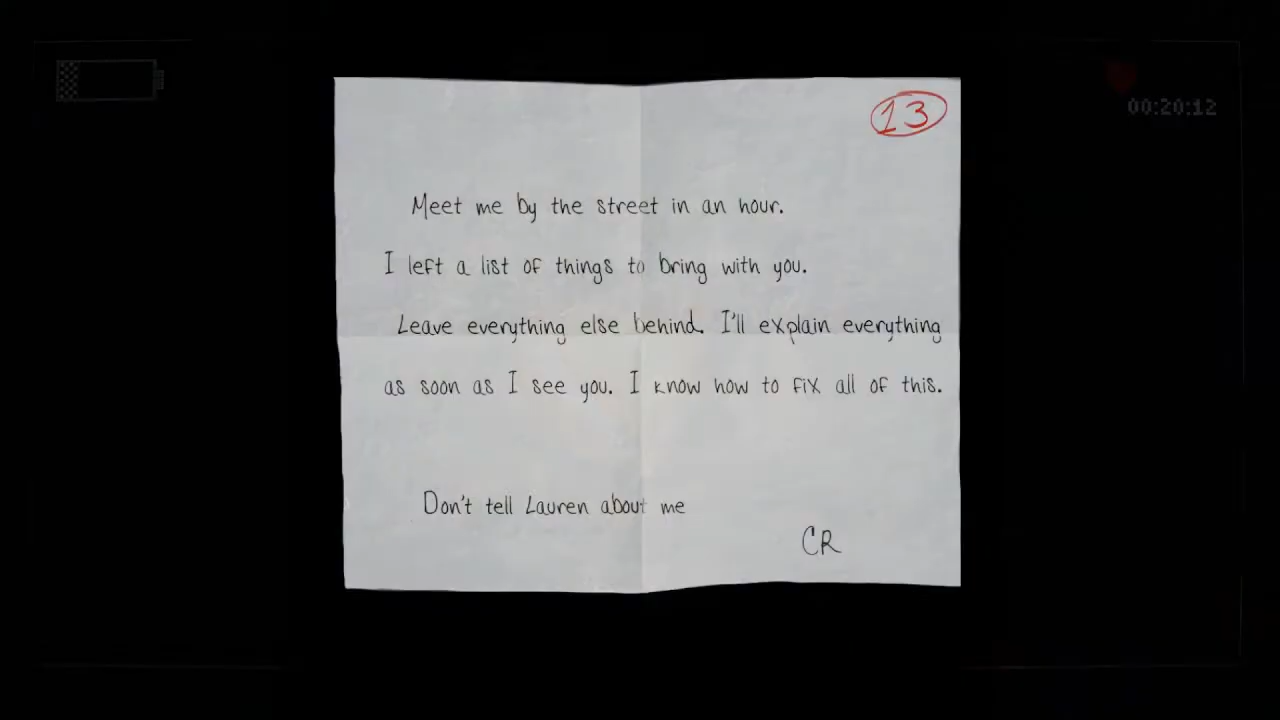 13
00:20:12
Meet me by the street in an hour.
I left a list of things to bring with you.
Leave everything else behind. I'll explain everything
as soon as I see you. I know how to fix all of this.
Don't tell Lauren about me
CR